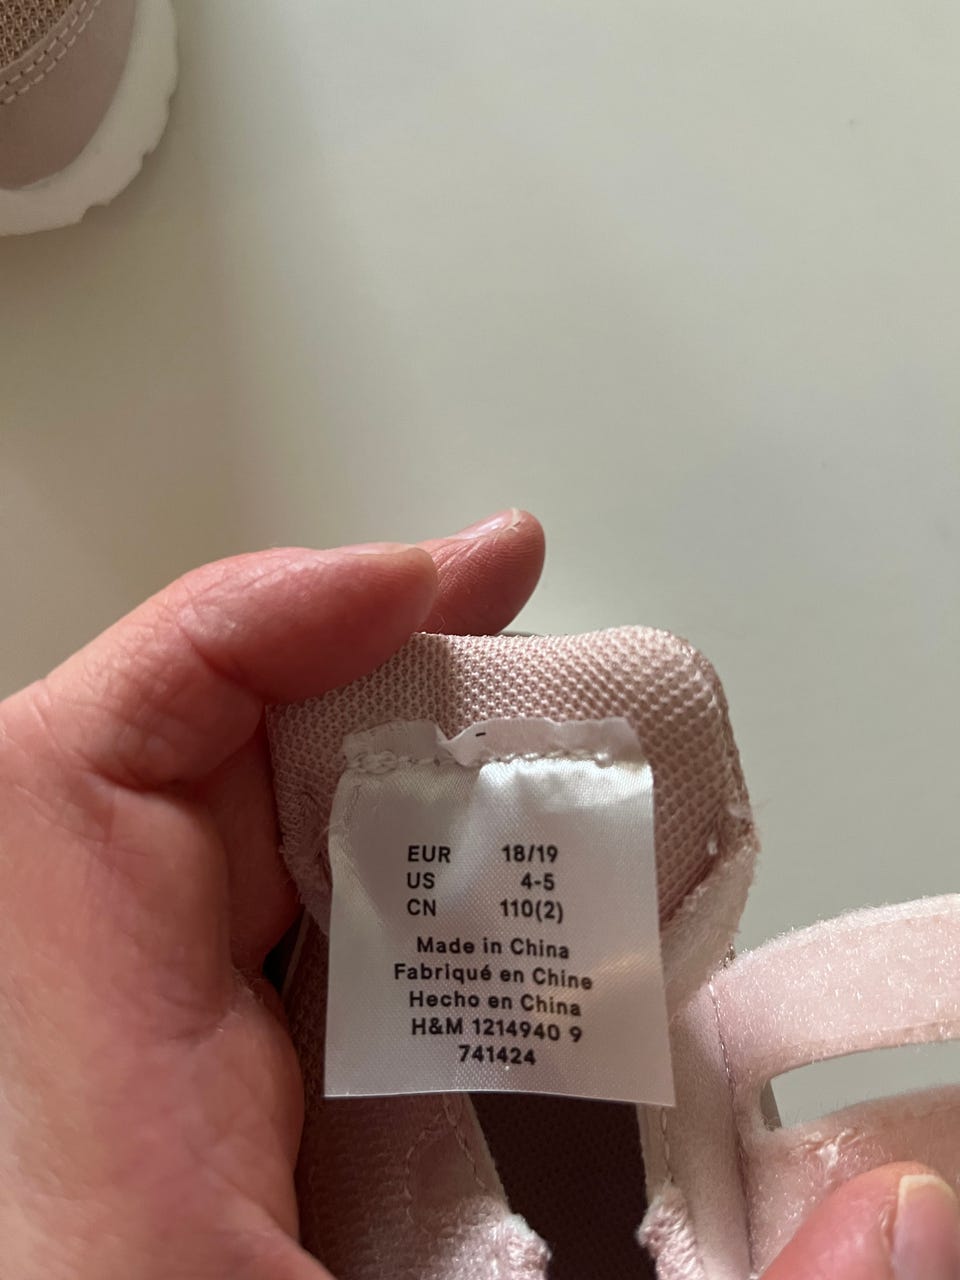 EUR 18/19
US 4-5
CN 110(2)
Made in China
Fabriqué en Chine
Hecho en China
H&M 1214940 9
741424